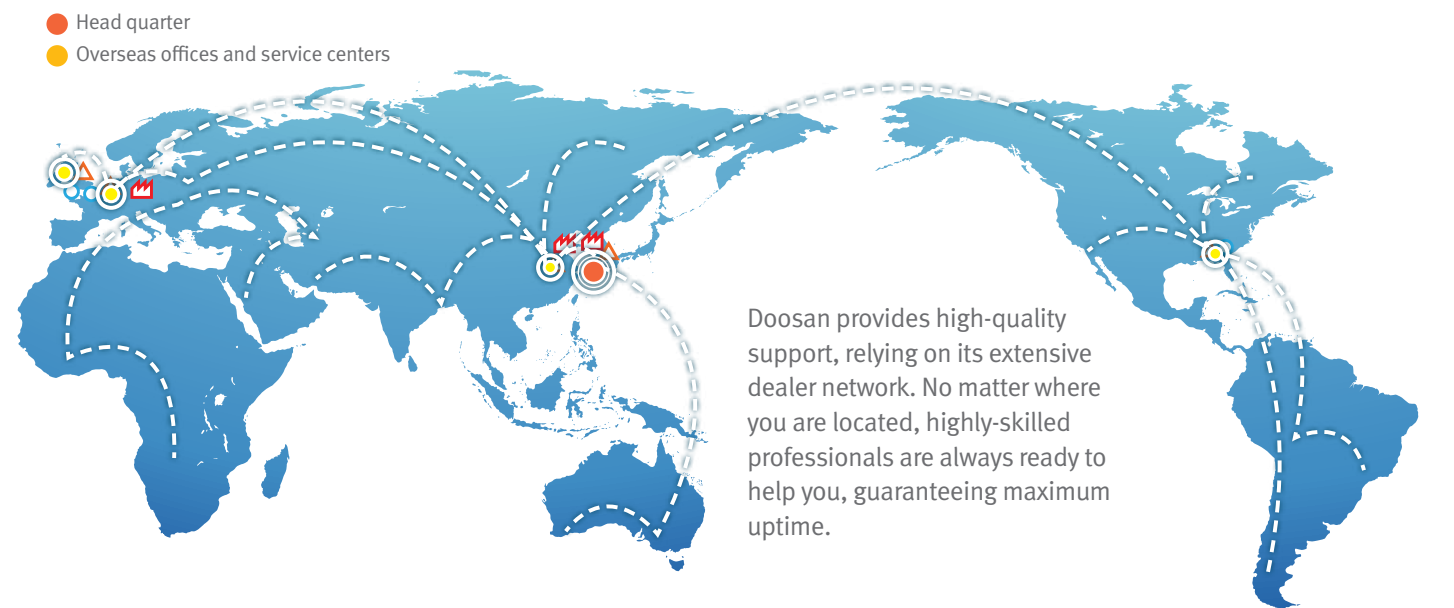 Head quarter
Overseas offices and service centers
Doosan provides high-quality
support, relying on its extensive
dealer network. No matter where
you are located, highly-skilled
professionals are always ready to
help you, guaranteeing maximum
uptime.